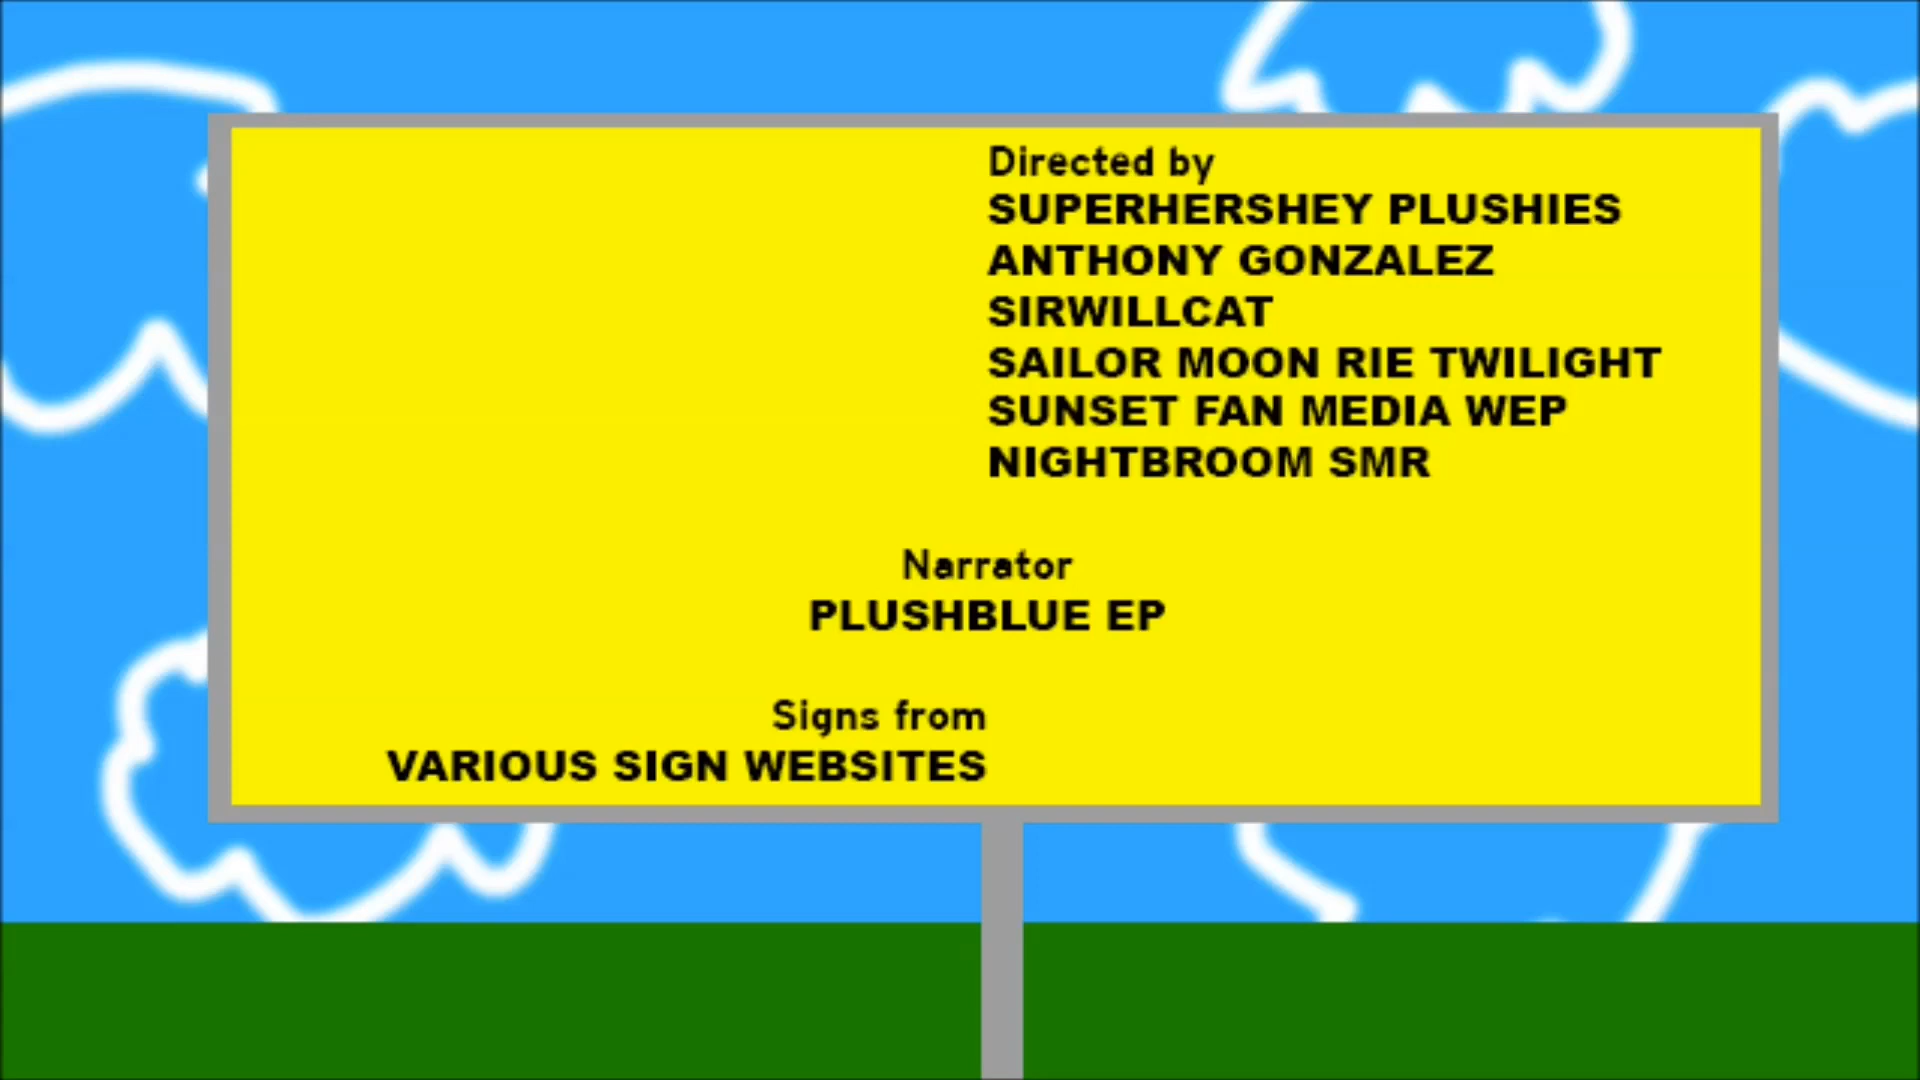 Directed by
SUPERHERSHEY PLUSHIES
ANTHONY GONZALEZ
SIRWILLCAT
SAILOR MOON RIE TWILIGHT
SUNSET FAN MEDIA WEP
NIGHTBROOM SMR
Narrator
PLUSHBLUE EP
Signs from
VARIOUS SIGN WEBSITES